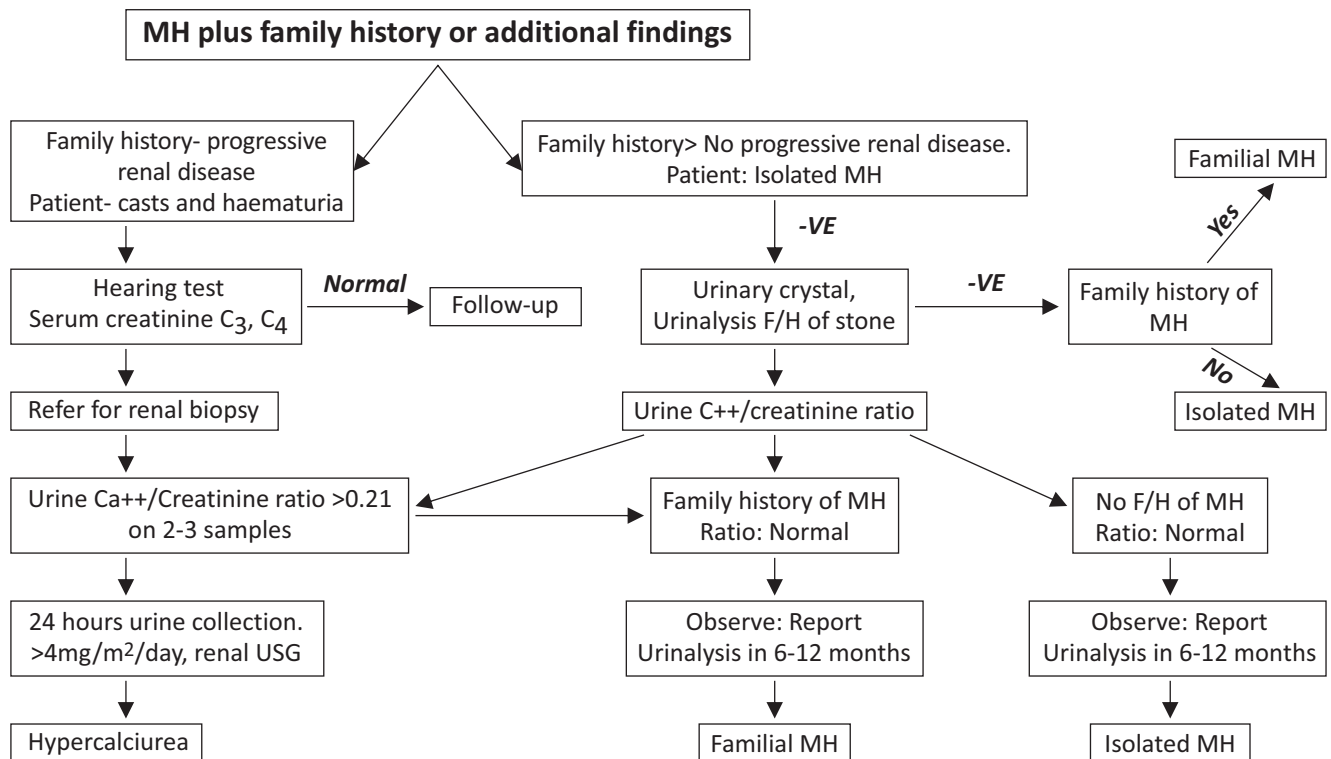 MH plus family history or additional findings
Family history- progressive
renal disease
Patient- casts and haematuria
Family history> No progressive renal disease.
Patient: Isolated MH
Familial MH
-VE
Yes
Hearing test
Serum creatinine C3, C4
Normal
Follow-up
Urinary crystal,
Urinalysis F/H of stone
-VE
Family history of
MH
No
Refer for renal biopsy
Urine C++/creatinine ratio
Isolated MH
Urine Ca++/Creatinine ratio >0.21
on 2-3 samples
Family history of MH
Ratio: Normal
No F/H of MH
Ratio: Normal
24 hours urine collection.
>4mg/m²/day, renal USG
Observe: Report
Urinalysis in 6-12 months
Observe: Report
Urinalysis in 6-12 months
Hypercalciurea
Familial MH
Isolated MH